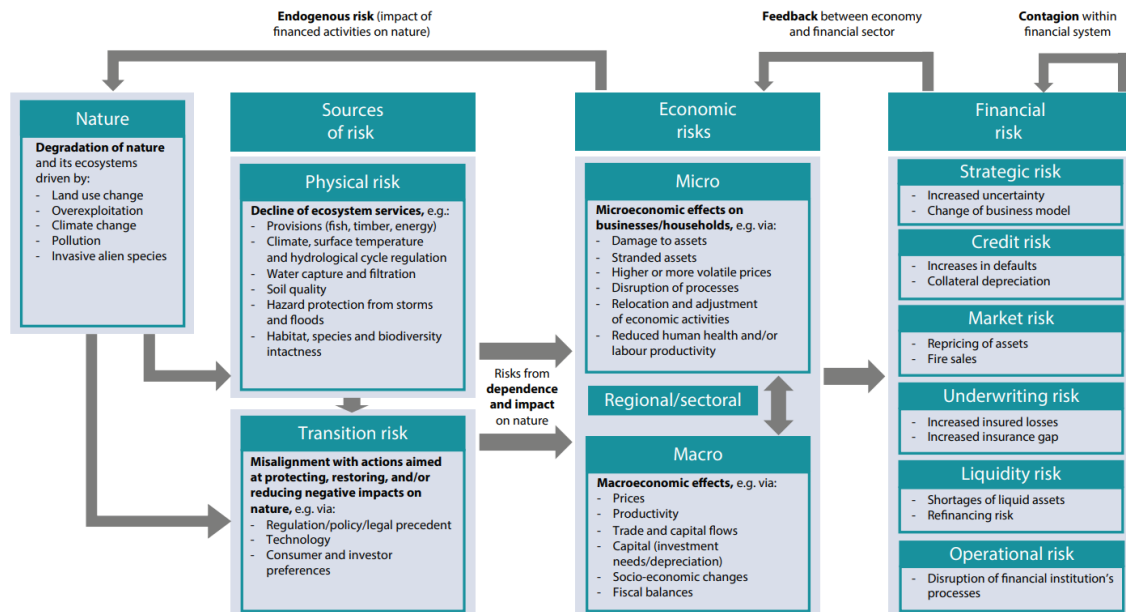 Endogenous risk (impact of
financed activities on nature)
Feedback between economy
and financial sector
Contagion within
financial system
Nature
Degradation of nature
and its ecosystems
driven by:
- Land use change
- Overexploitation
- Climate change
- Pollution
- Invasive alien species
Sources
of risk
Physical risk
Decline of ecosystem services, e.g.:
- Provisions (fish, timber, energy)
- Climate, surface temperature
and hydrological cycle regulation
- Water capture and filtration
- Soil quality
- Hazard protection from storms
and floods
- Habitat, species and biodiversity
intactness
Transition risk
Misalignment with actions aimed
at protecting, restoring, and/or
reducing negative impacts on
nature, e.g. via:
- Regulation/policy/legal precedent
- Technology
- Consumer and investor
preferences
Risks from
dependence
and impact
on nature
Economic
risks
Micro
Microeconomic effects on
businesses/households, e.g. via:
- Damage to assets
- Stranded assets
- Higher or more volatile prices
- Disruption of processes
- Relocation and adjustment
of economic activities
- Reduced human health and/or
labour productivity
Regional/sectoral
Macro
Macroeconomic effects, e.g. via:
- Prices
- Productivity
- Trade and capital flows
- Capital (investment
needs/depreciation)
- Socio-economic changes
- Fiscal balances
Financial
risk
Strategic risk
- Increased uncertainty
- Change of business model
Credit risk
- Increases in defaults
- Collateral depreciation
Market risk
- Repricing of assets
- Fire sales
Underwriting risk
- Increased insured losses
- Increased insurance gap
Liquidity risk
- Shortages of liquid assets
- Refinancing risk
Operational risk
- Disruption of financial institution's
processes